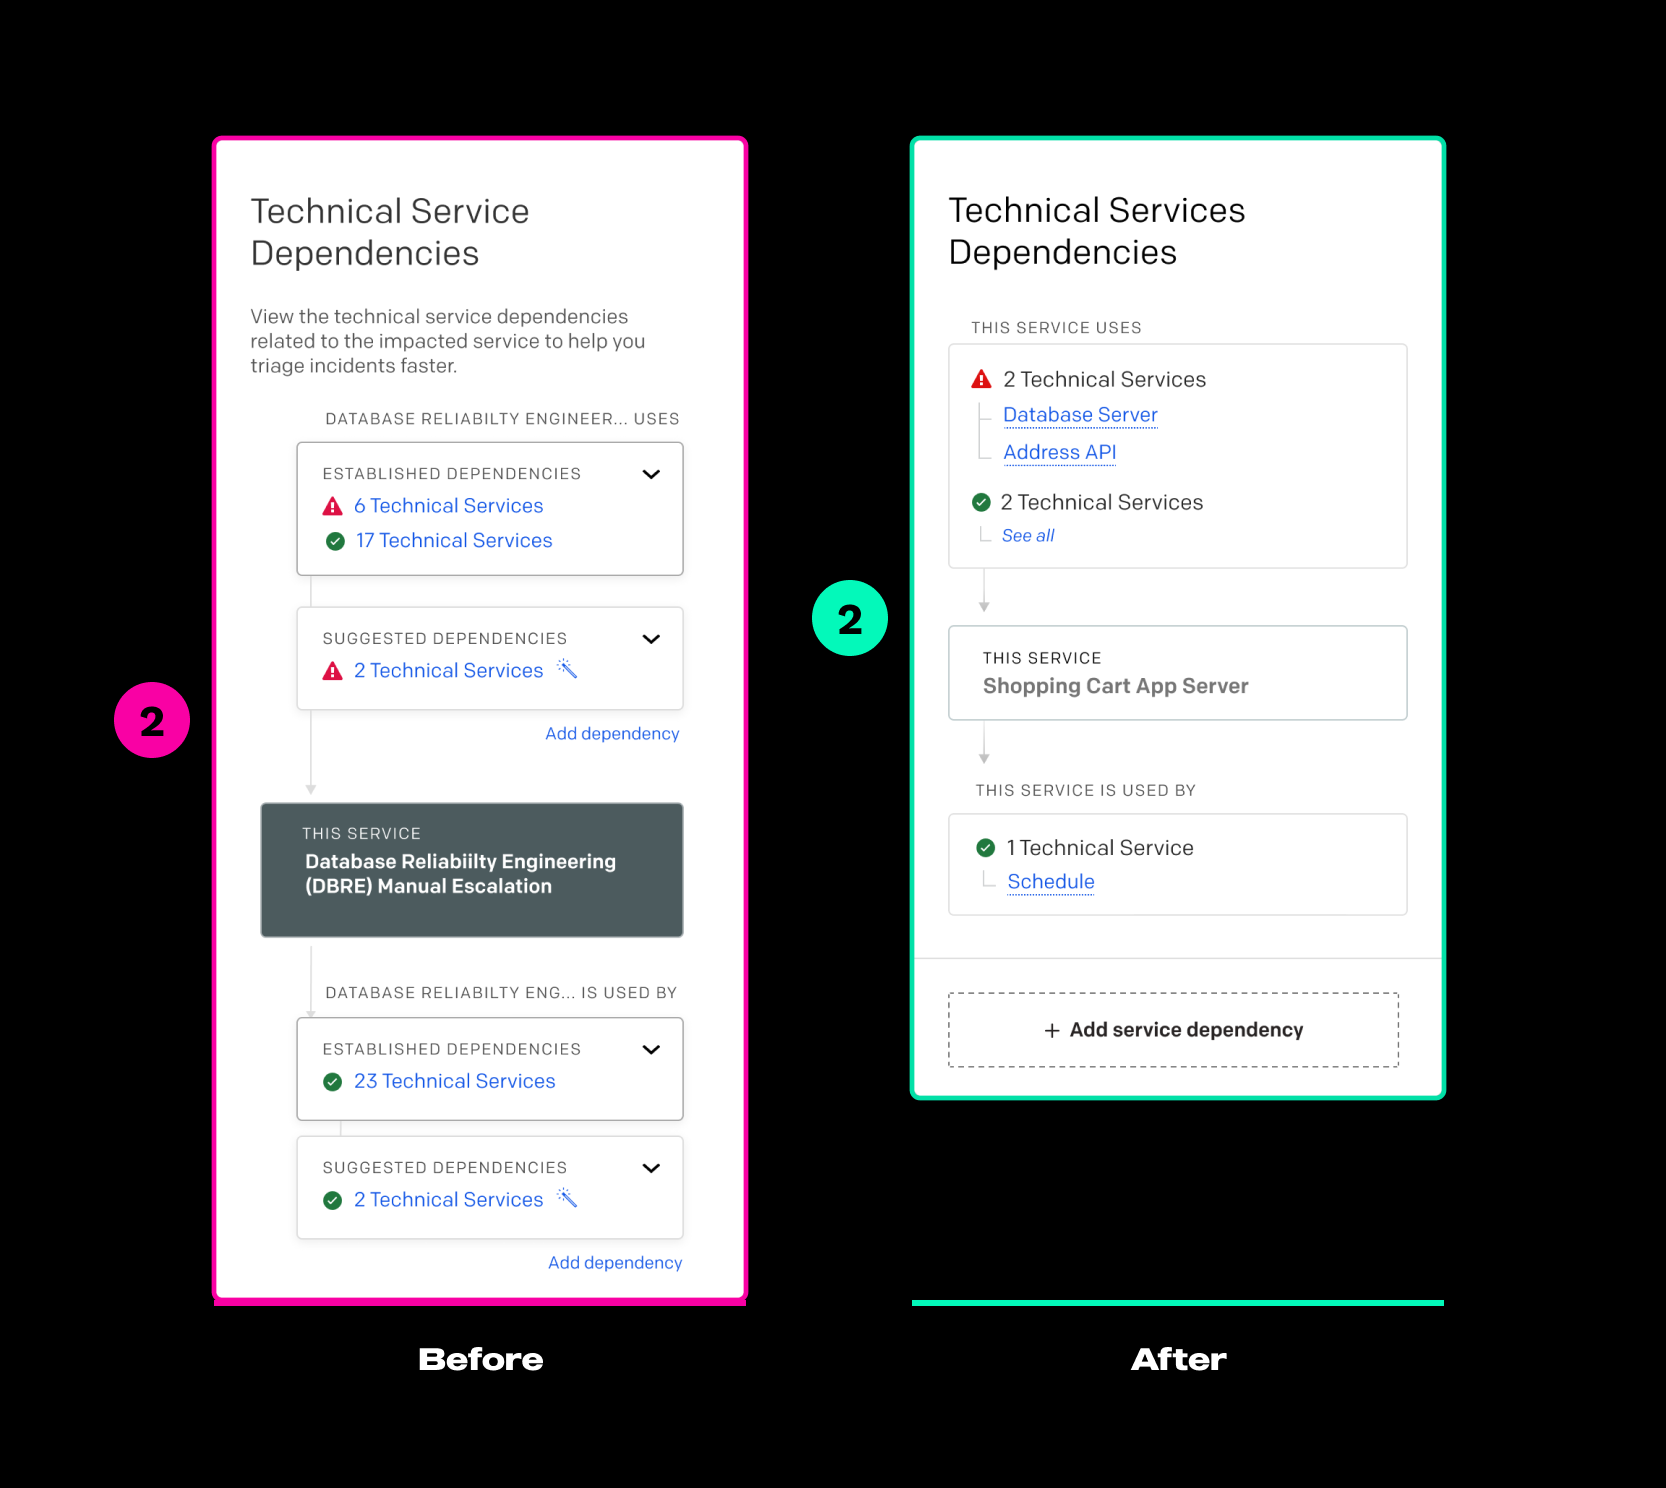 Technical Service
Dependencies
View the technical service dependencies
related to the impacted service to help you
triage incidents faster.
DATABASE RELIABILTY ENGINEER... USES
ESTABLISHED DEPENDENCIES
6 Technical Services
17 Technical Services
SUGGESTED DEPENDENCIES
2 Technical Services
Add dependency
2
THIS SERVICE
Database Reliabiilty Engineering
(DBRE) Manual Escalation
DATABASE RELIABILTY ENG... IS USED BY
ESTABLISHED DEPENDENCIES
23 Technical Services
SUGGESTED DEPENDENCIES
2 Technical Services
Add dependency
Before
Technical Services
Dependencies
THIS SERVICE USES
2 Technical Services
Database Server
Address API
2 Technical Services
See all
2
THIS SERVICE
Shopping Cart App Server
THIS SERVICE IS USED BY
1 Technical Service
Schedule
+ Add service dependency
After